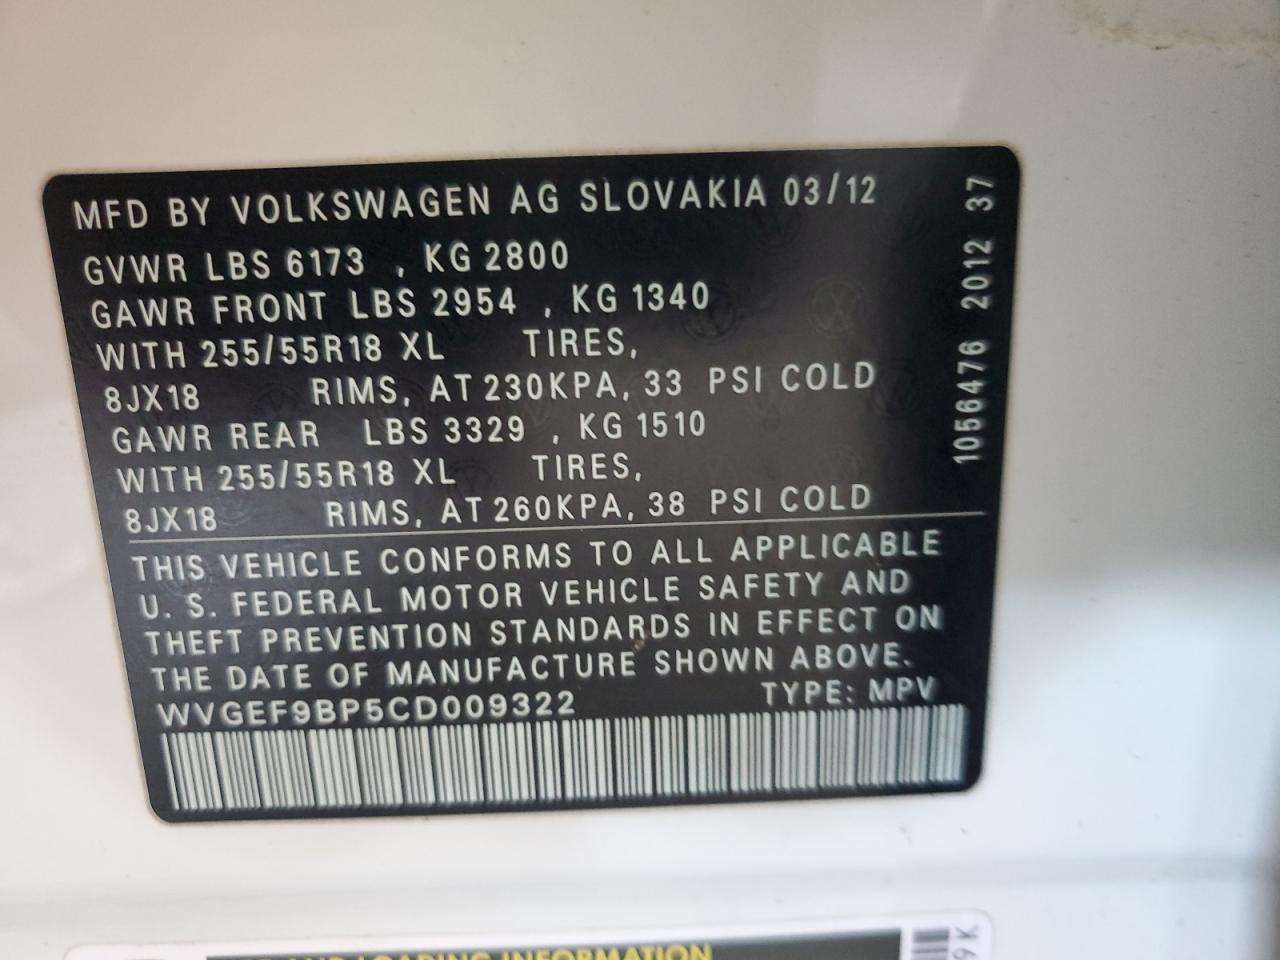 MFD BY VOLKSWAGEN AG SLOVAKIA 03/12
GVWR LBS 6173 , KG 2800
GAWR FRONT LBS 2954 , KG 1340
WITH 255/55R18 XL TIRES,
8JX18 RIMS, AT 230KPA, 33 PSI COLD
GAWR REAR LBS 3329 , KG 1510
WITH 255/55R18 XL TIRES,
8JX18 RIMS, AT 260KPA, 38 PSI COLD
THIS VEHICLE CONFORMS TO ALL APPLICABLE
U. S. FEDERAL MOTOR VEHICLE SAFETY AND
THEFT PREVENTION STANDARDS IN EFFECT ON
THE DATE OF MANUFACTURE SHOWN ABOVE.
WVGEF9BP5CD009322 TYPE: MPV
1056476 2012 37
AND LOADING INFORMATION
9 K